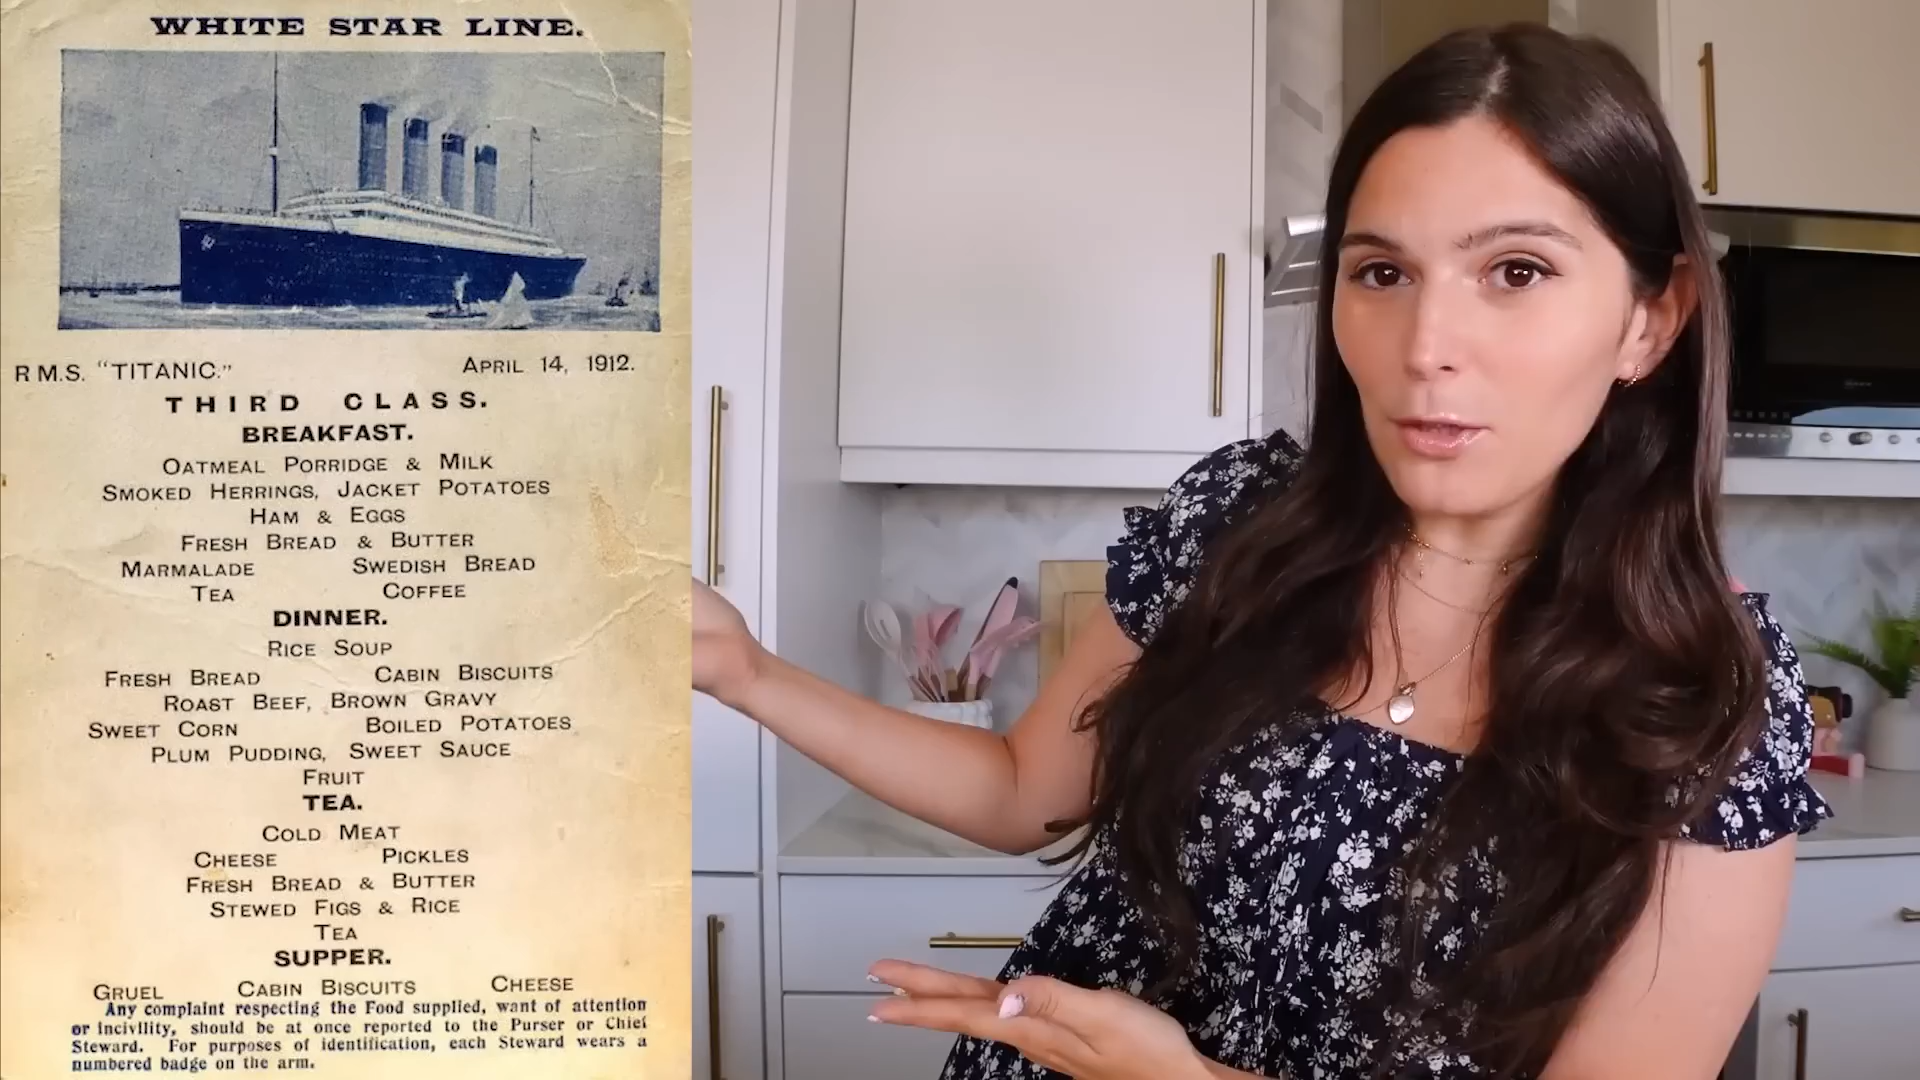 WHITE STAR LINE.
R.M.S. "TITANIC." APRIL 14, 1912.
THIRD CLASS.
BREAKFAST.
OATMEAL PORRIDGE & MILK
SMOKED HERRINGS, JACKET POTATOES
HAM & EGGS
FRESH BREAD & BUTTER
MARMALADE SWEDISH BREAD
TEA COFFEE
DINNER.
RICE SOUP
FRESH BREAD CABIN BISCUITS
ROAST BEEF, BROWN GRAVY
SWEET CORN BOILED POTATOES
PLUM PUDDING, SWEET SAUCE
FRUIT
TEA.
COLD MEAT
CHEESE PICKLES
FRESH BREAD & BUTTER
STEWED FIGS & RICE
TEA
SUPPER.
GRUEL CABIN BISCUITS CHEESE
Any complaint respecting the Food supplied, want of attention
or incivility, should be at once reported to the Purser or Chief
Steward. For purposes of identification, each Steward wears a
numbered badge on the arm.